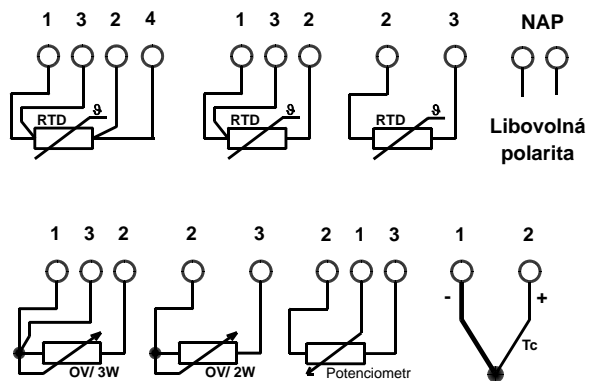 1 3 2 4
RTD ϑ
1 3 2
RTD ϑ
2 3
RTD ϑ
NAP
Libovolná
polarita
1 3 2
OV/ 3W
2 3
OV/ 2W
2 1 3
Potenciometr
1 2
- +
Tc